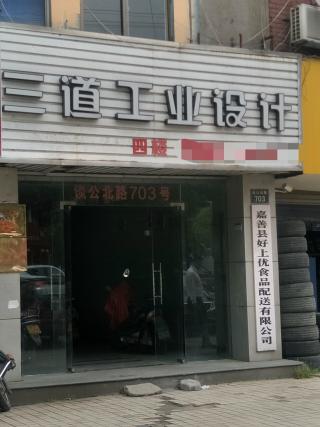 三道工业设计
四楼
谈公北路703号
703
嘉善县好上优食品配送有限公司